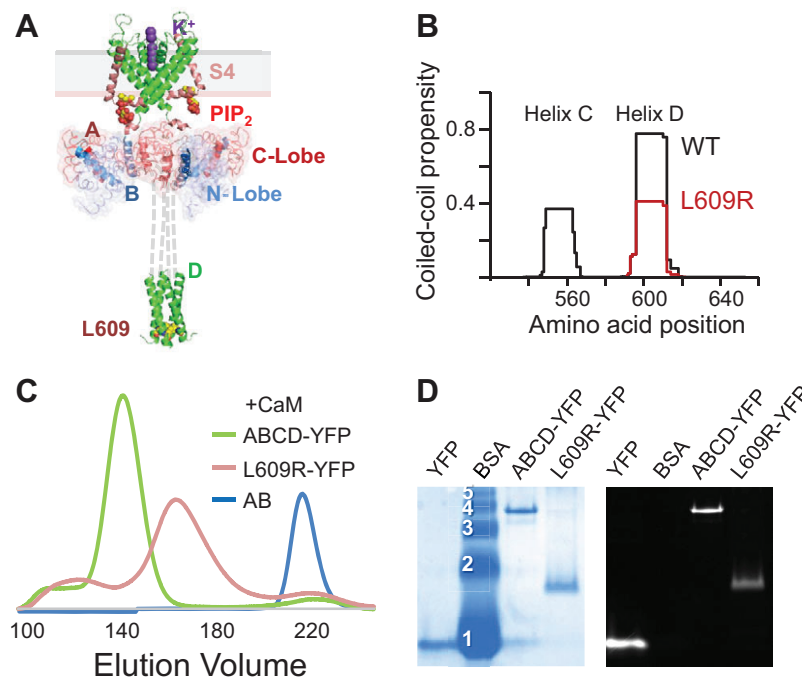 A
K+
S4
PIP2
A
C-Lobe
B
N-Lobe
D
L609
B
Coiled-coil propensity
0.8
0.4
Helix C
Helix D
WT
L609R
560
600
640
Amino acid position
C
+CaM
ABCD-YFP
L609R-YFP
AB
100
140
180
220
Elution Volume
D
YFP
BSA
ABCD-YFP
L609R-YFP
YFP
BSA
ABCD-YFP
L609R-YFP
5
4
3
2
1